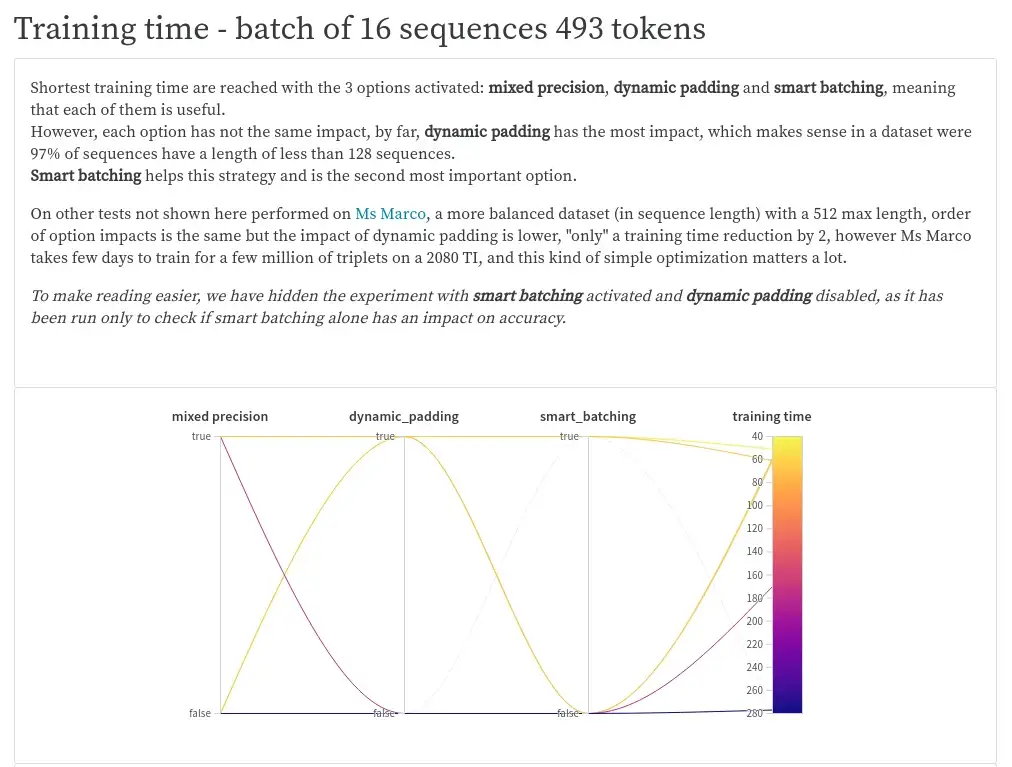 Training time - batch of 16 sequences 493 tokens
Shortest training time are reached with the 3 options activated: mixed precision, dynamic padding and smart batching, meaning
that each of them is useful.
However, each option has not the same impact, by far, dynamic padding has the most impact, which makes sense in a dataset were
97% of sequences have a length of less than 128 sequences.
Smart batching helps this strategy and is the second most important option.
On other tests not shown here performed on Ms Marco, a more balanced dataset (in sequence length) with a 512 max length, order
of option impacts is the same but the impact of dynamic padding is lower, "only" a training time reduction by 2, however Ms Marco
takes few days to train for a few million of triplets on a 2080 TI, and this kind of simple optimization matters a lot.
To make reading easier, we have hidden the experiment with smart batching activated and dynamic padding disabled, as it has
been run only to check if smart batching alone has an impact on accuracy.
mixed precision dynamic_padding smart_batching training time
true true true 40
60
80
100
120
140
160
180
200
220
240
260
false false false 280